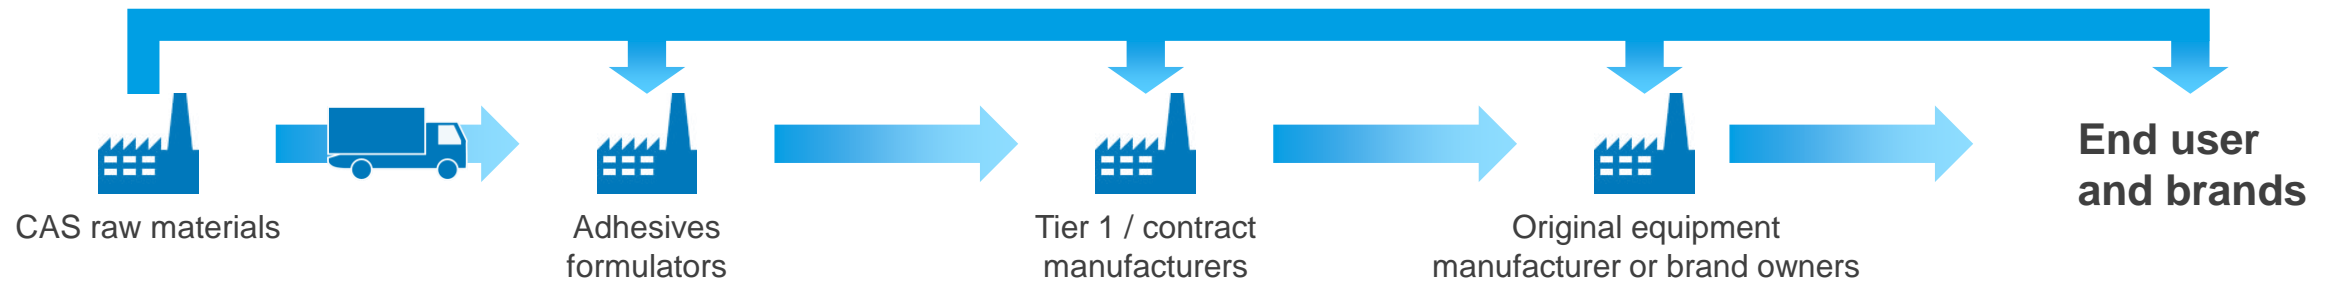 End user
and brands
CAS raw materials
Adhesives
formulators
Tier 1 / contract
manufacturers
Original equipment
manufacturer or brand owners